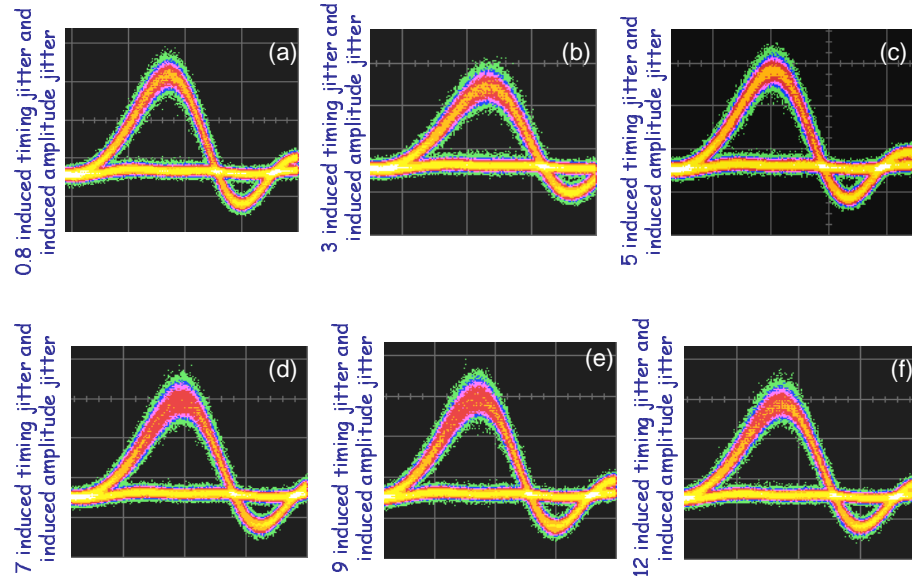 0.8 induced timing jitter and
induced amplitude jitter
(a)
3 induced timing jitter and
induced amplitude jitter
(b)
5 induced timing jitter and
induced amplitude jitter
(c)
7 induced timing jitter and
induced amplitude jitter
(d)
9 induced timing jitter and
induced amplitude jitter
(e)
12 induced timing jitter and
induced amplitude jitter
(f)